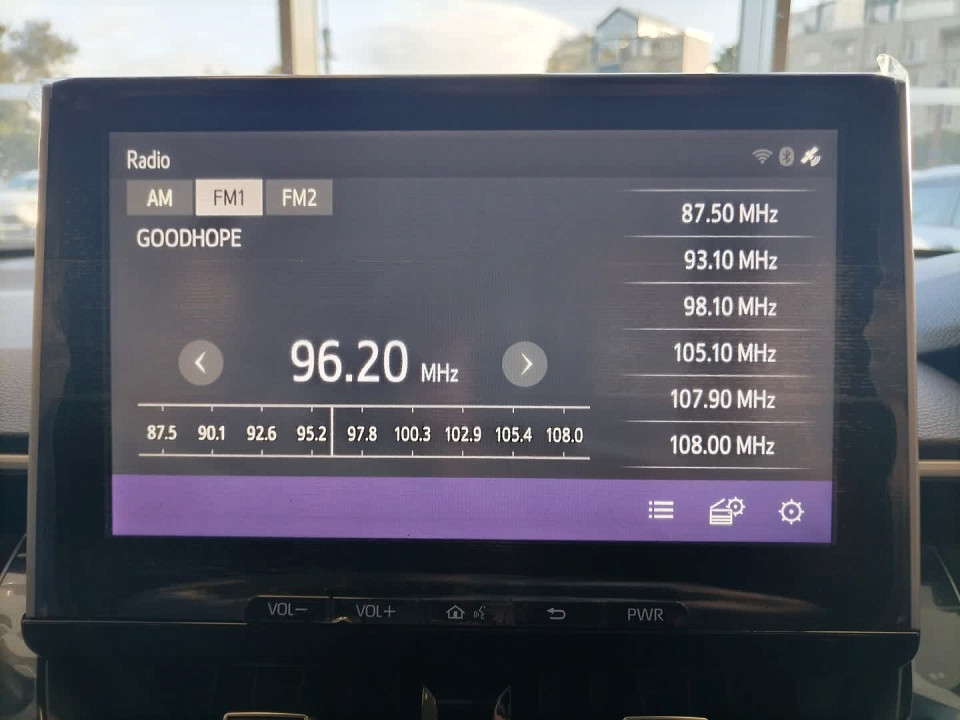 Radio
AM FM1 FM2
GOODHOPE
96.20 MHz
87.5 90.1 92.6 95.2 97.8 100.3 102.9 105.4 108.0
87.50 MHz
93.10 MHz
98.10 MHz
105.10 MHz
107.90 MHz
108.00 MHz
VOL− VOL+ PWR